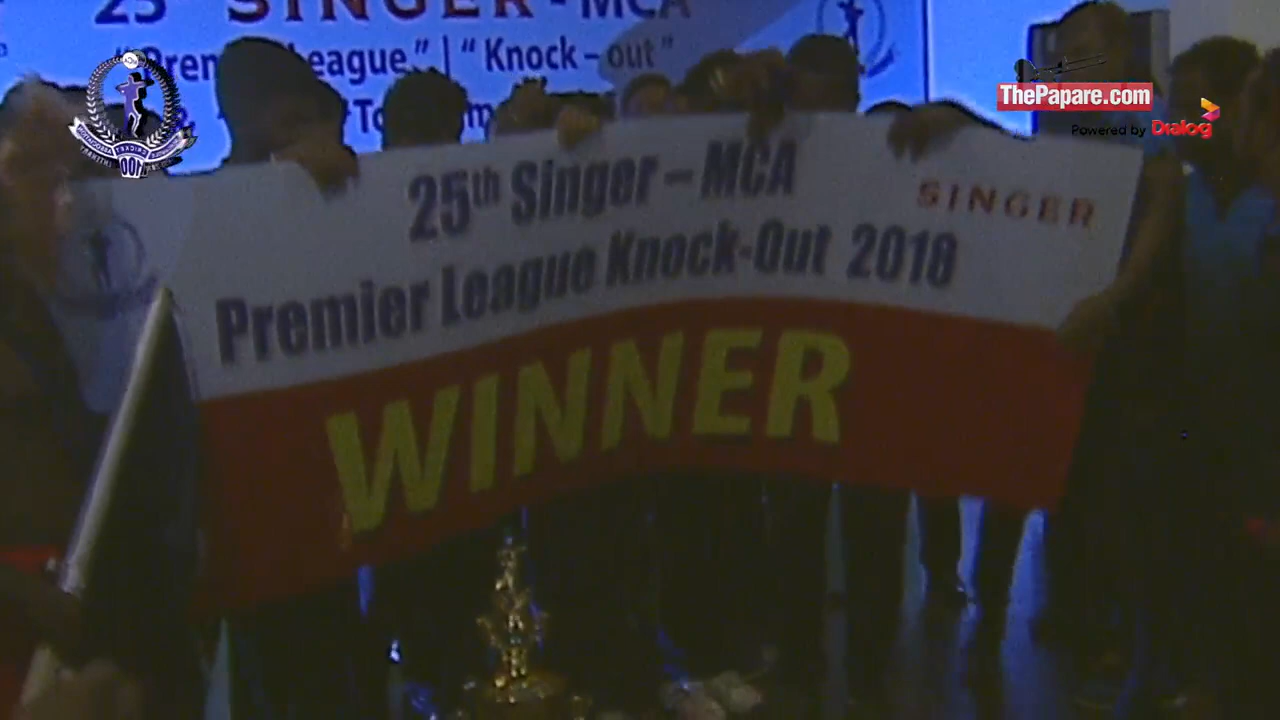 25 SINGER - MCA
League " | " Knock – out "
ThePapare.com
Powered by Dialog
25th Singer – MCA
SINGER
Premier League Knock-Out 2018
WINNER